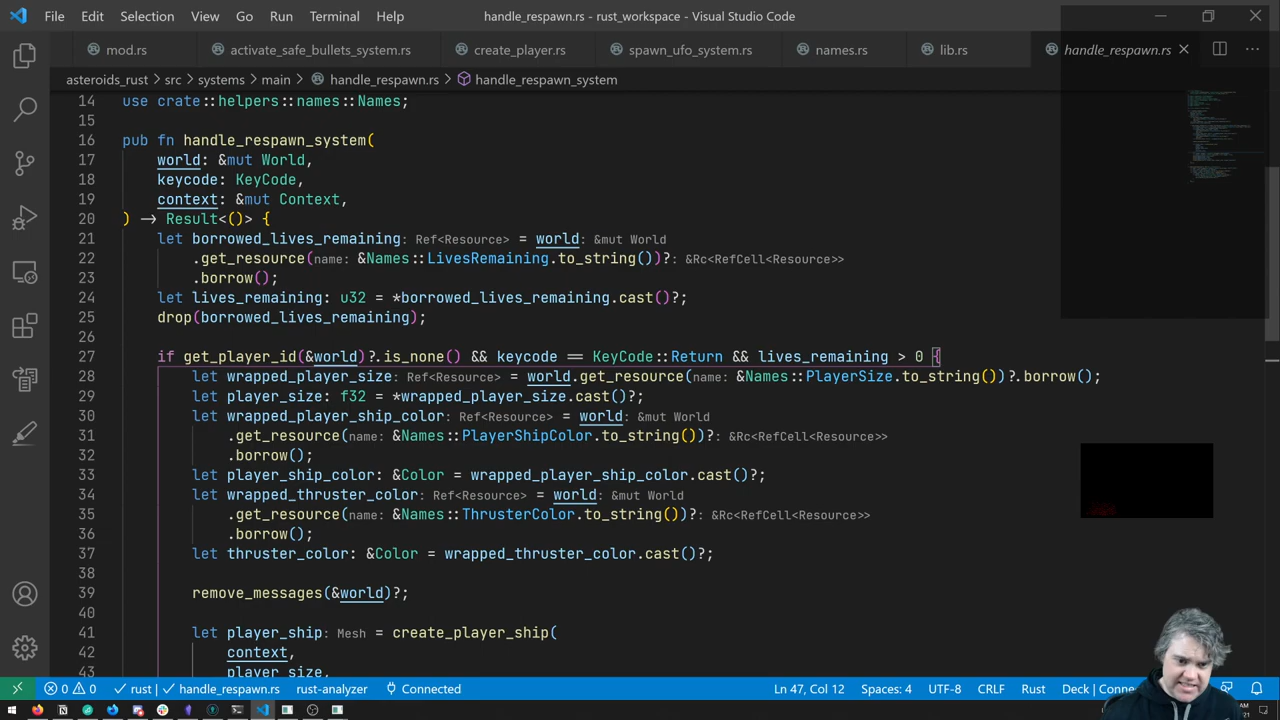 File Edit Selection View Go Run Terminal Help handle_respawn.rs - rust_workspace - Visual Studio Code
mod.rs activate_safe_bullets_system.rs create_player.rs spawn_ufo_system.rs names.rs lib.rs handle_respawn.rs
asteroids_rust > src > systems > main > handle_respawn.rs > handle_respawn_system
14 use crate::helpers::names::Names;
15
16 pub fn handle_respawn_system(
17 world: &mut World,
18 keycode: KeyCode,
19 context: &mut Context,
20 ) -> Result<()> {
21 let borrowed_lives_remaining: Ref<Resource> = world: &mut World
22 .get_resource(name: &Names::LivesRemaining.to_string())?: &Rc<RefCell<Resource>>
23 .borrow();
24 let lives_remaining: u32 = *borrowed_lives_remaining.cast()?;
25 drop(borrowed_lives_remaining);
26
27 if get_player_id(&world)?.is_none() && keycode == KeyCode::Return && lives_remaining > 0 {
28 let wrapped_player_size: Ref<Resource> = world.get_resource(name: &Names::PlayerSize.to_string())?.borrow();
29 let player_size: f32 = *wrapped_player_size.cast()?;
30 let wrapped_player_ship_color: Ref<Resource> = world: &mut World
31 .get_resource(name: &Names::PlayerShipColor.to_string())?: &Rc<RefCell<Resource>>
32 .borrow();
33 let player_ship_color: &Color = wrapped_player_ship_color.cast()?;
34 let wrapped_thruster_color: Ref<Resource> = world: &mut World
35 .get_resource(name: &Names::ThrusterColor.to_string())?: &Rc<RefCell<Resource>>
36 .borrow();
37 let thruster_color: &Color = wrapped_thruster_color.cast()?;
38
39 remove_messages(&world)?;
40
41 let player_ship: Mesh = create_player_ship(
42 context,
43 player_size,
0 0 rust handle_respawn.rs rust-analyzer Connected Ln 47, Col 12 Spaces: 4 UTF-8 CRLF Rust Deck | Conne